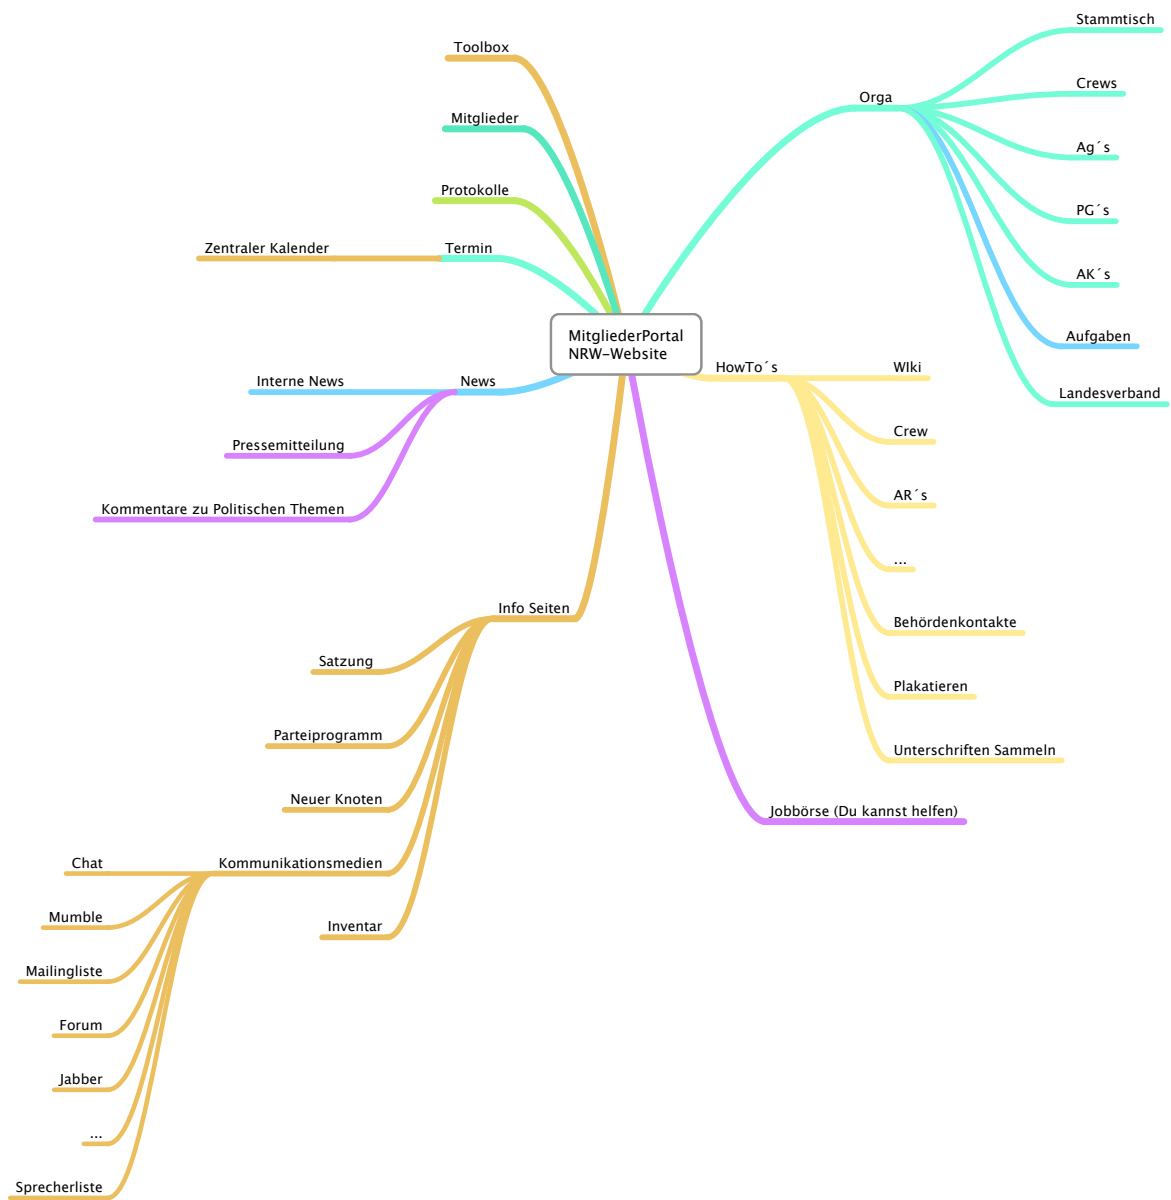 MitgliederPortal
NRW-Website
Toolbox
Mitglieder
Protokolle
Termin
Zentraler Kalender
News
Interne News
Pressemitteilung
Kommentare zu Politischen Themen
Info Seiten
Satzung
Parteiprogramm
Neuer Knoten
Kommunikationsmedien
Chat
Mumble
Mailingliste
Forum
Jabber
...
Sprecherliste
Inventar
Orga
Stammtisch
Crews
Ag´s
PG´s
AK´s
Aufgaben
Landesverband
HowTo´s
WIki
Crew
AR´s
...
Behördenkontakte
Plakatieren
Unterschriften Sammeln
Jobbörse (Du kannst helfen)